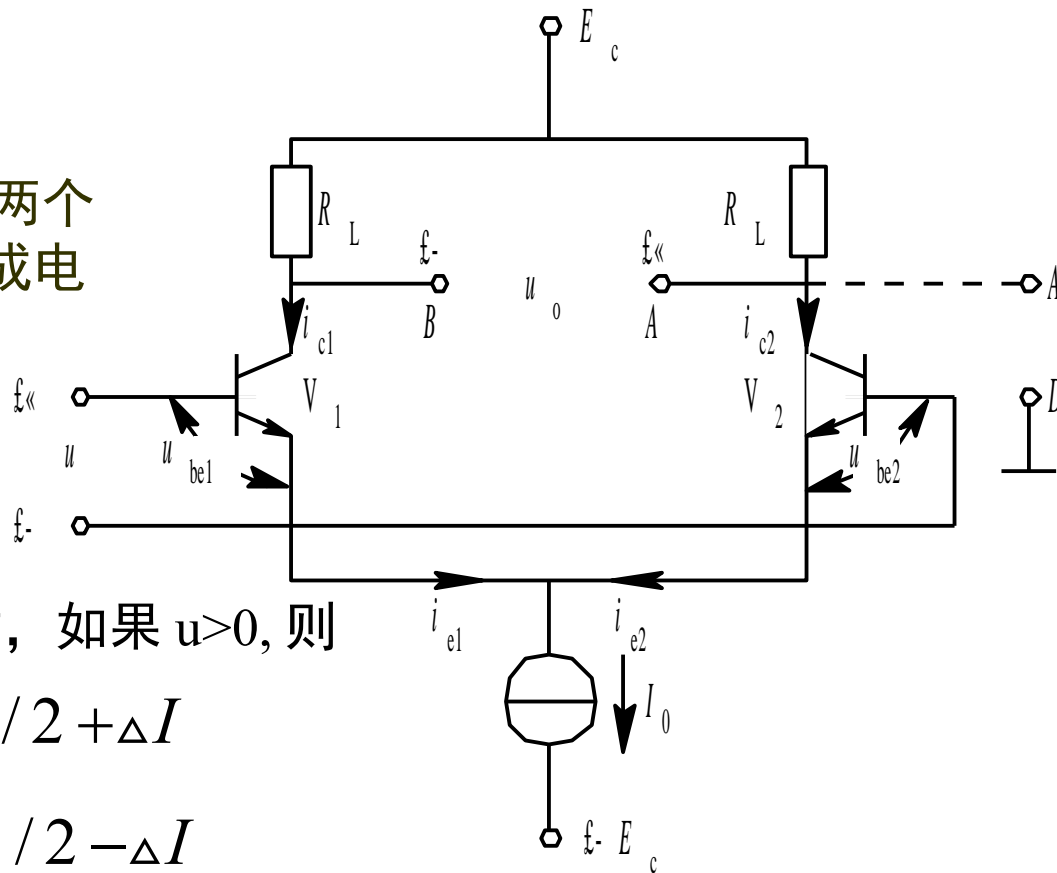 E c
两个
成电
R L
R L
£-
u o
£«
B
A
A
i c1
i c2
£«
V 1
V 2
D
u
u be1
u be2
£-
，如果 u>0, 则
i e1
i e2
/ 2 +△I
I 0
/ 2 −△I
£- E c